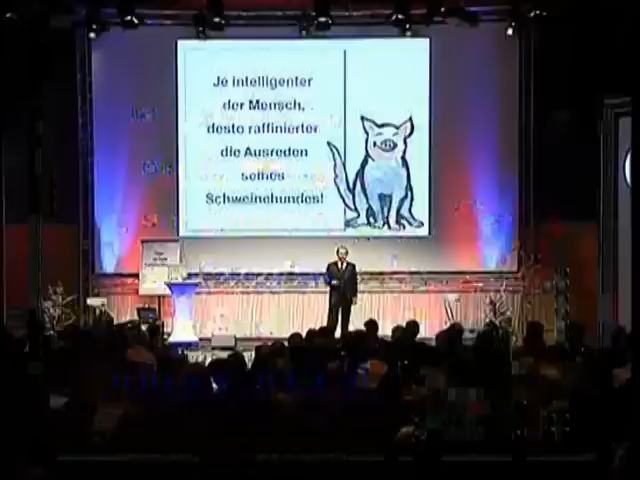 Je intelligenter
der Mensch,
desto raffinierter
die Ausreden
seines
Schweinehundes!